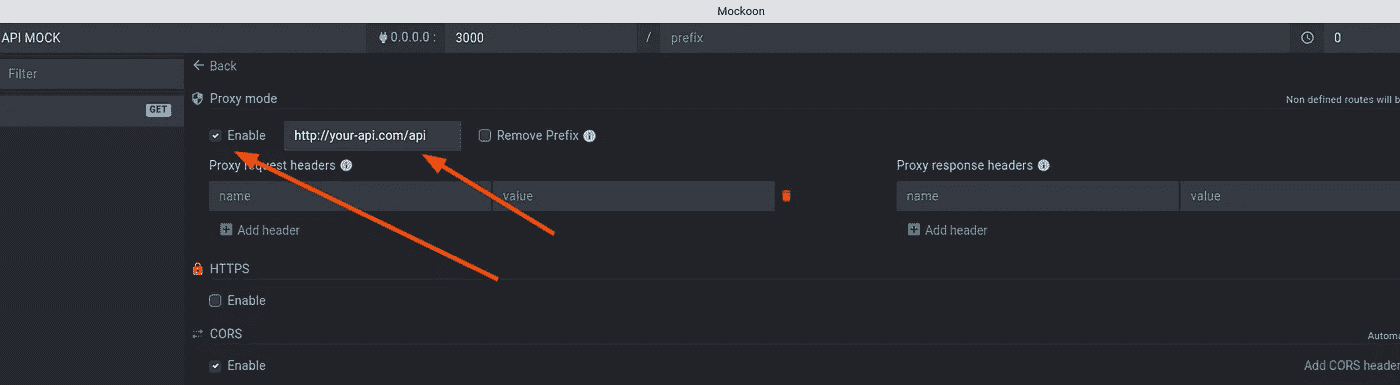 Mockoon
API MOCK 0.0.0.0 : 3000 / prefix 0
Filter
Back
GET
Proxy mode Non defined routes will b
Enable http://your-api.com/api Remove Prefix
Proxy request headers Proxy response headers
name value name value
Add header Add header
HTTPS
Enable
CORS Automa
Enable Add CORS header